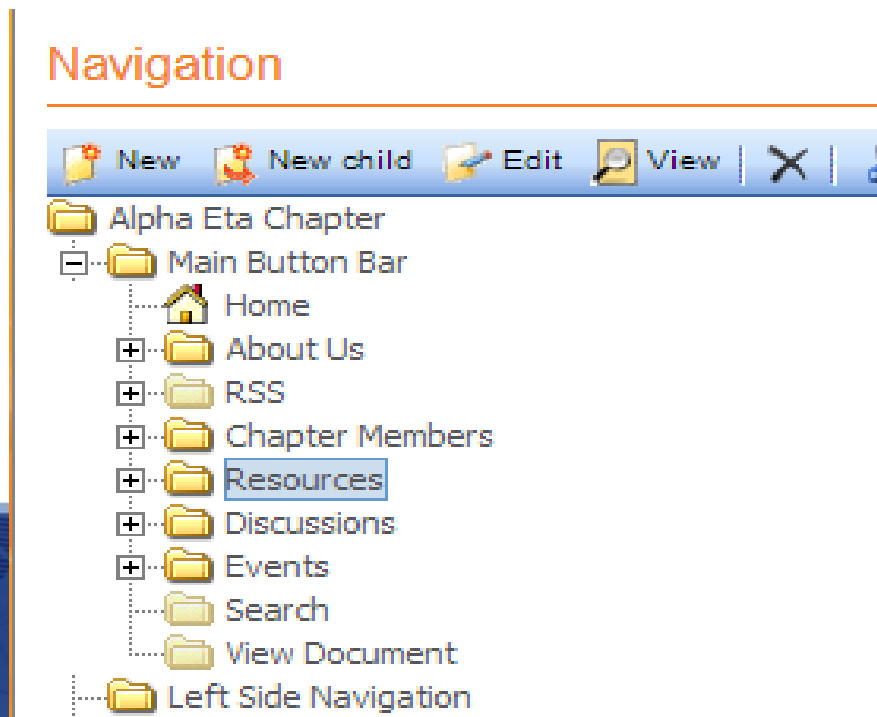 Navigation
New New child Edit View
Alpha Eta Chapter
Main Button Bar
Home
About Us
RSS
Chapter Members
Resources
Discussions
Events
Search
View Document
Left Side Navigation